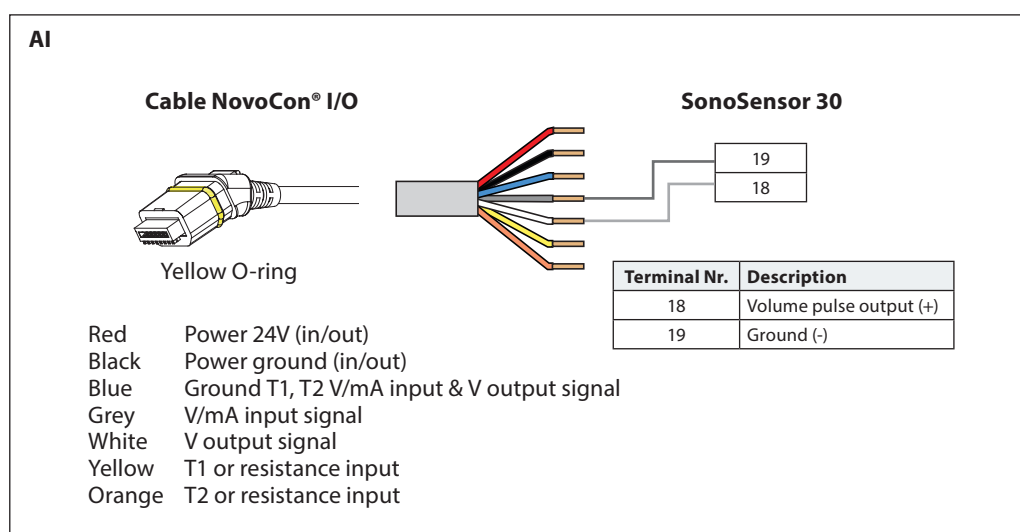 AI
Cable NovoCon® I/O
SonoSensor 30
19
18
Yellow O-ring
Terminal Nr. Description
18 Volume pulse output (+)
19 Ground (-)
Red Power 24V (in/out)
Black Power ground (in/out)
Blue Ground T1, T2 V/mA input & V output signal
Grey V/mA input signal
White V output signal
Yellow T1 or resistance input
Orange T2 or resistance input